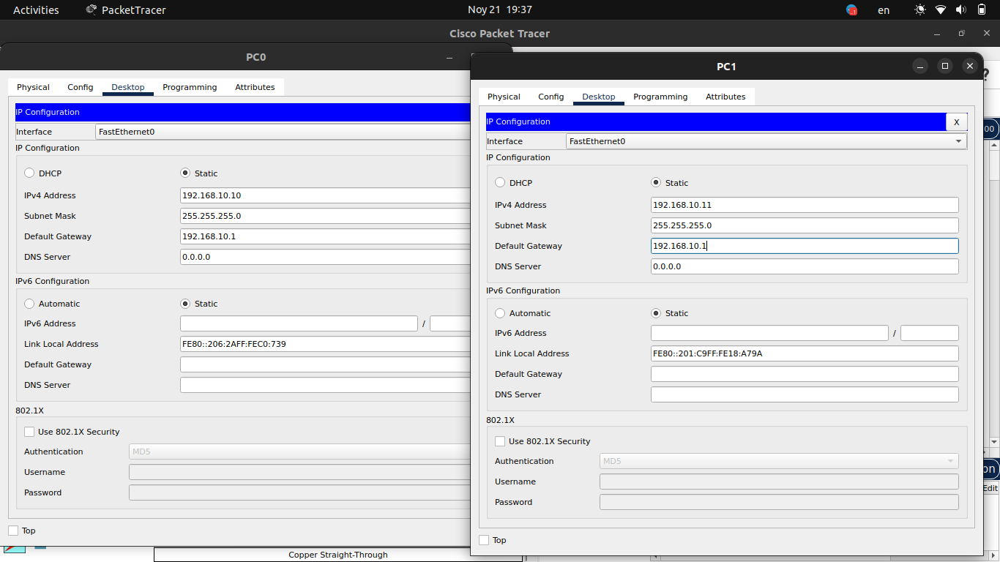 Activities PacketTracer Noy 21 19:37 en
Cisco Packet Tracer
PC0
Physical Config Desktop Programming Attributes
IP Configuration
Interface FastEthernet0
IP Configuration
DHCP Static
IPv4 Address 192.168.10.10
Subnet Mask 255.255.255.0
Default Gateway 192.168.10.1
DNS Server 0.0.0.0
IPv6 Configuration
Automatic Static
IPv6 Address /
Link Local Address FE80::206:2AFF:FEC0:739
Default Gateway
DNS Server
802.1X
Use 802.1X Security
Authentication MD5
Username
Password
Top
Copper Straight-Through
PC1
Physical Config Desktop Programming Attributes
IP Configuration X
Interface FastEthernet0
IP Configuration
DHCP Static
IPv4 Address 192.168.10.11
Subnet Mask 255.255.255.0
Default Gateway 192.168.10.1
DNS Server 0.0.0.0
IPv6 Configuration
Automatic Static
IPv6 Address /
Link Local Address FE80::201:C9FF:FE18:A79A
Default Gateway
DNS Server
802.1X
Use 802.1X Security
Authentication MD5
Username
Password
Top
?
00
on
Edit